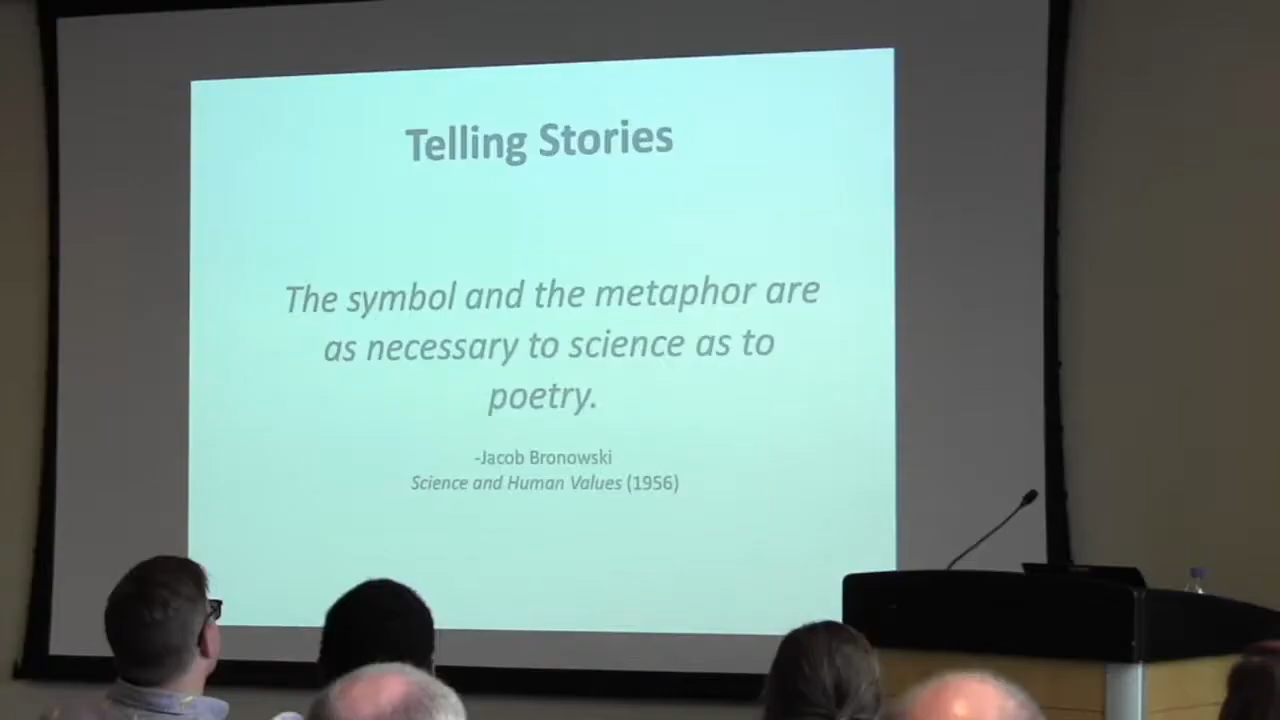 Telling Stories
The symbol and the metaphor are
as necessary to science as to
poetry.
-Jacob Bronowski
Science and Human Values (1956)